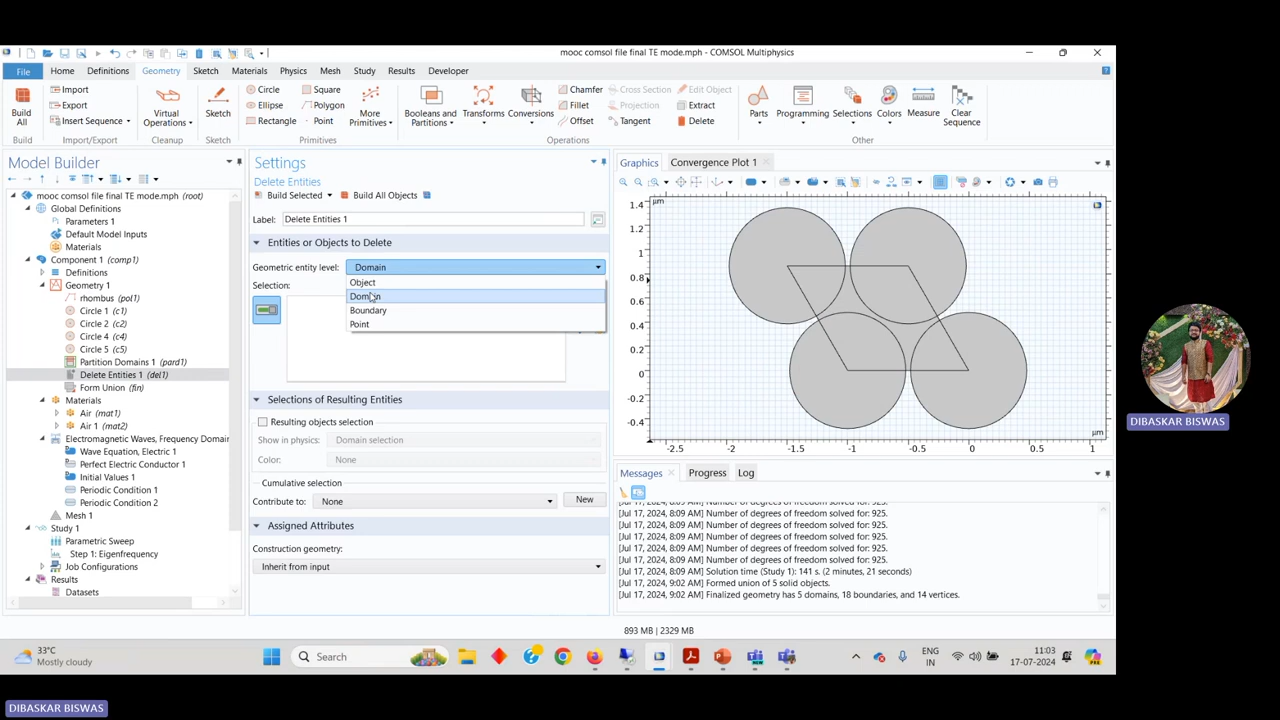 mooc comsol file final TE mode.mph - COMSOL Multiphysics
File Home Definitions Geometry Sketch Materials Physics Mesh Study Results Developer
Build All
Build
Import
Export
Insert Sequence
Import/Export
Virtual Operations
Cleanup
Sketch
Sketch
Circle
Ellipse
Rectangle
Square
Polygon
Point
More Primitives
Primitives
Booleans and Partitions
Transforms
Conversions
Chamfer
Fillet
Offset
Cross Section
Projection
Tangent
Edit Object
Extract
Delete
Operations
Parts
Programming
Selections
Colors
Measure
Clear Sequence
Other
Model Builder
mooc comsol file final TE mode.mph (root)
Global Definitions
Parameters 1
Default Model Inputs
Materials
Component 1 (comp1)
Definitions
Geometry 1
rhombus (pol1)
Circle 1 (c1)
Circle 2 (c2)
Circle 4 (c4)
Circle 5 (c5)
Partition Domains 1 (pard1)
Delete Entities 1 (del1)
Form Union (fin)
Materials
Air (mat1)
Air 1 (mat2)
Electromagnetic Waves, Frequency Domain
Wave Equation, Electric 1
Perfect Electric Conductor 1
Initial Values 1
Periodic Condition 1
Periodic Condition 2
Mesh 1
Study 1
Parametric Sweep
Step 1: Eigenfrequency
Job Configurations
Results
Datasets
Settings
Delete Entities
Build Selected Build All Objects
Label: Delete Entities 1
Entities or Objects to Delete
Geometric entity level: Domain
Selection:
Object
Domain
Boundary
Point
Selections of Resulting Entities
Resulting objects selection
Show in physics: Domain selection
Color: None
Cumulative selection
Contribute to: None New
Assigned Attributes
Construction geometry:
Inherit from input
Graphics Convergence Plot 1
μm
1.4
1.2
1
0.8
0.6
0.4
0.2
0
-0.2
-0.4
-2.5 -2 -1.5 -1 -0.5 0 0.5 1
μm
Messages Progress Log
[Jul 17, 2024, 8:09 AM] Number of degrees of freedom solved for: 925.
[Jul 17, 2024, 8:09 AM] Number of degrees of freedom solved for: 925.
[Jul 17, 2024, 8:09 AM] Number of degrees of freedom solved for: 925.
[Jul 17, 2024, 8:09 AM] Number of degrees of freedom solved for: 925.
[Jul 17, 2024, 8:09 AM] Number of degrees of freedom solved for: 925.
[Jul 17, 2024, 8:09 AM] Solution time (Study 1): 141 s. (2 minutes, 21 seconds)
[Jul 17, 2024, 9:02 AM] Formed union of 5 solid objects.
[Jul 17, 2024, 9:02 AM] Finalized geometry has 5 domains, 18 boundaries, and 14 vertices.
893 MB | 2329 MB
33°C
Mostly cloudy
Search
ENG
IN
11:03
17-07-2024
DIBASKAR BISWAS
DIBASKAR BISWAS